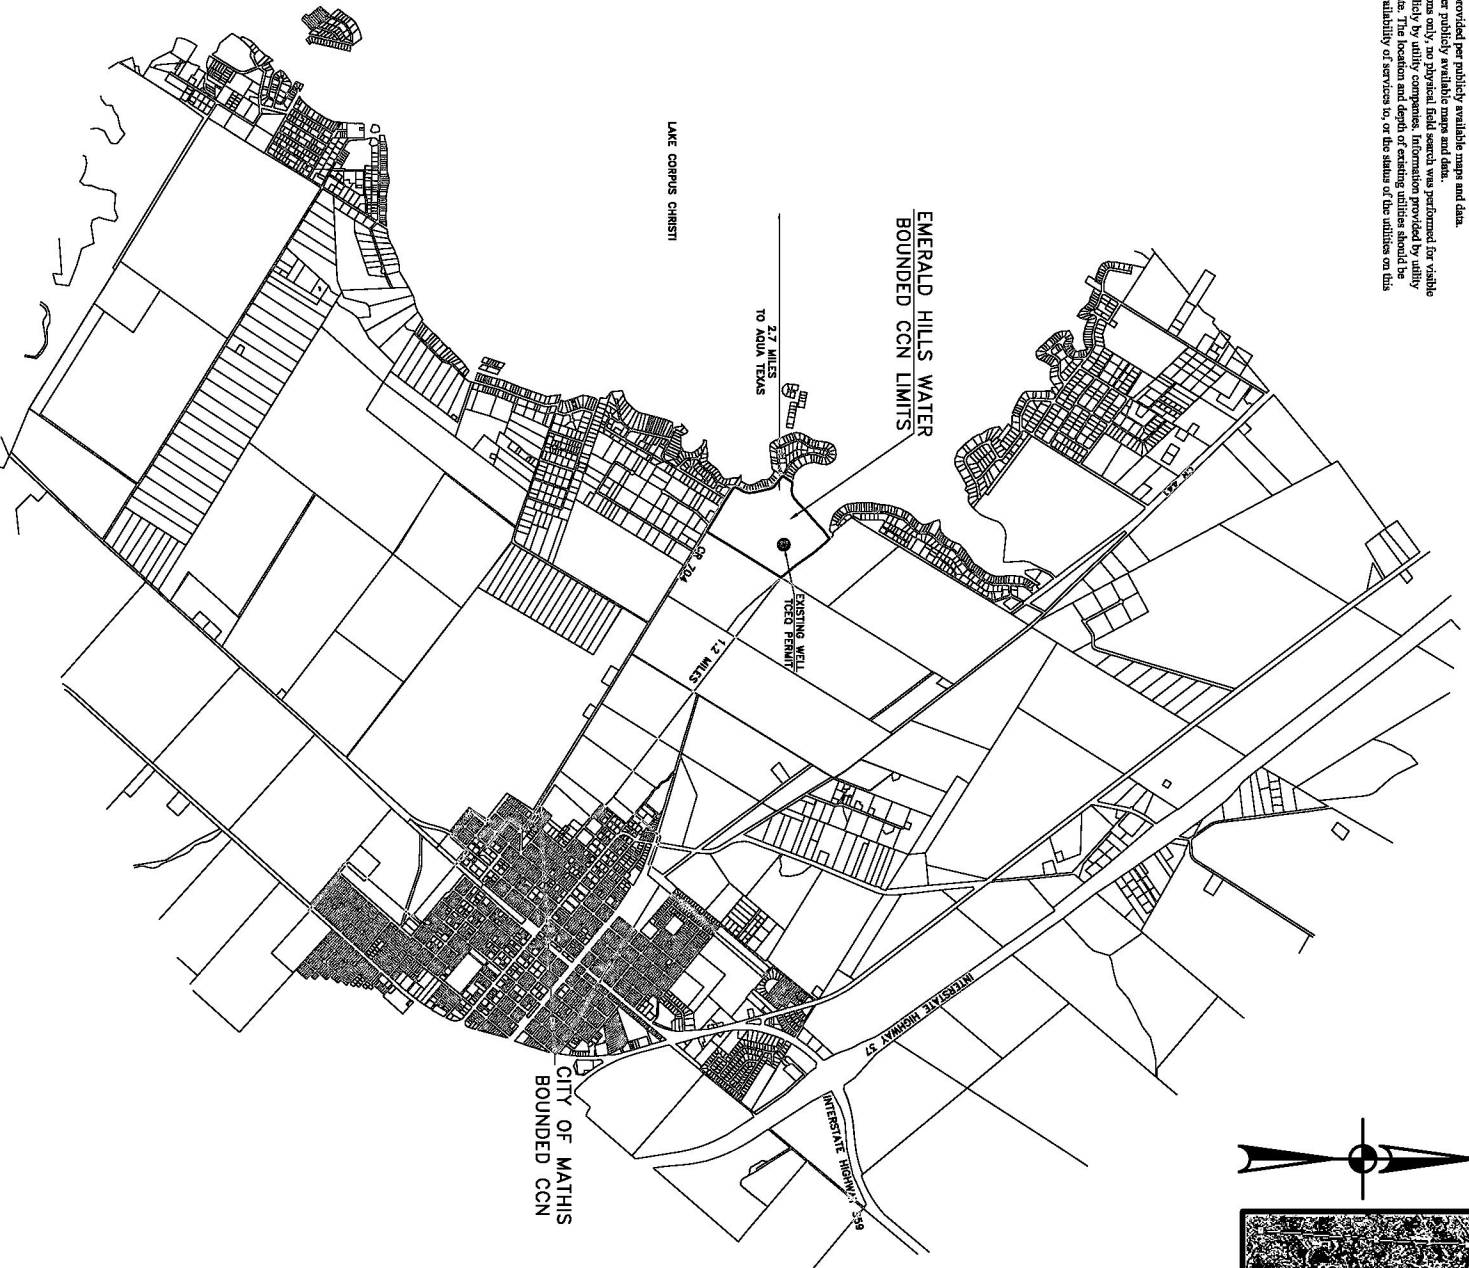 provided per publicly available maps and data.
er publicly available maps and data.
ons only, no physical field search was performed for visible
licly by utility companies. Information provided by utility
te. The location and depth of existing utilities should be
ailability of services to, or the status of the utilities on this
LAKE CORPUS CHRISTI
2.7 MILES
TO AQUA TEXAS
EMERALD HILLS WATER
BOUNDED CCN LIMITS
CR 704
1.2 MILES
EXISTING WELL
TCEQ PERMIT
INTERSTATE HIGHWAY 37
INTERSTATE HIGHWAY 359
CITY OF MATHIS
BOUNDED CCN